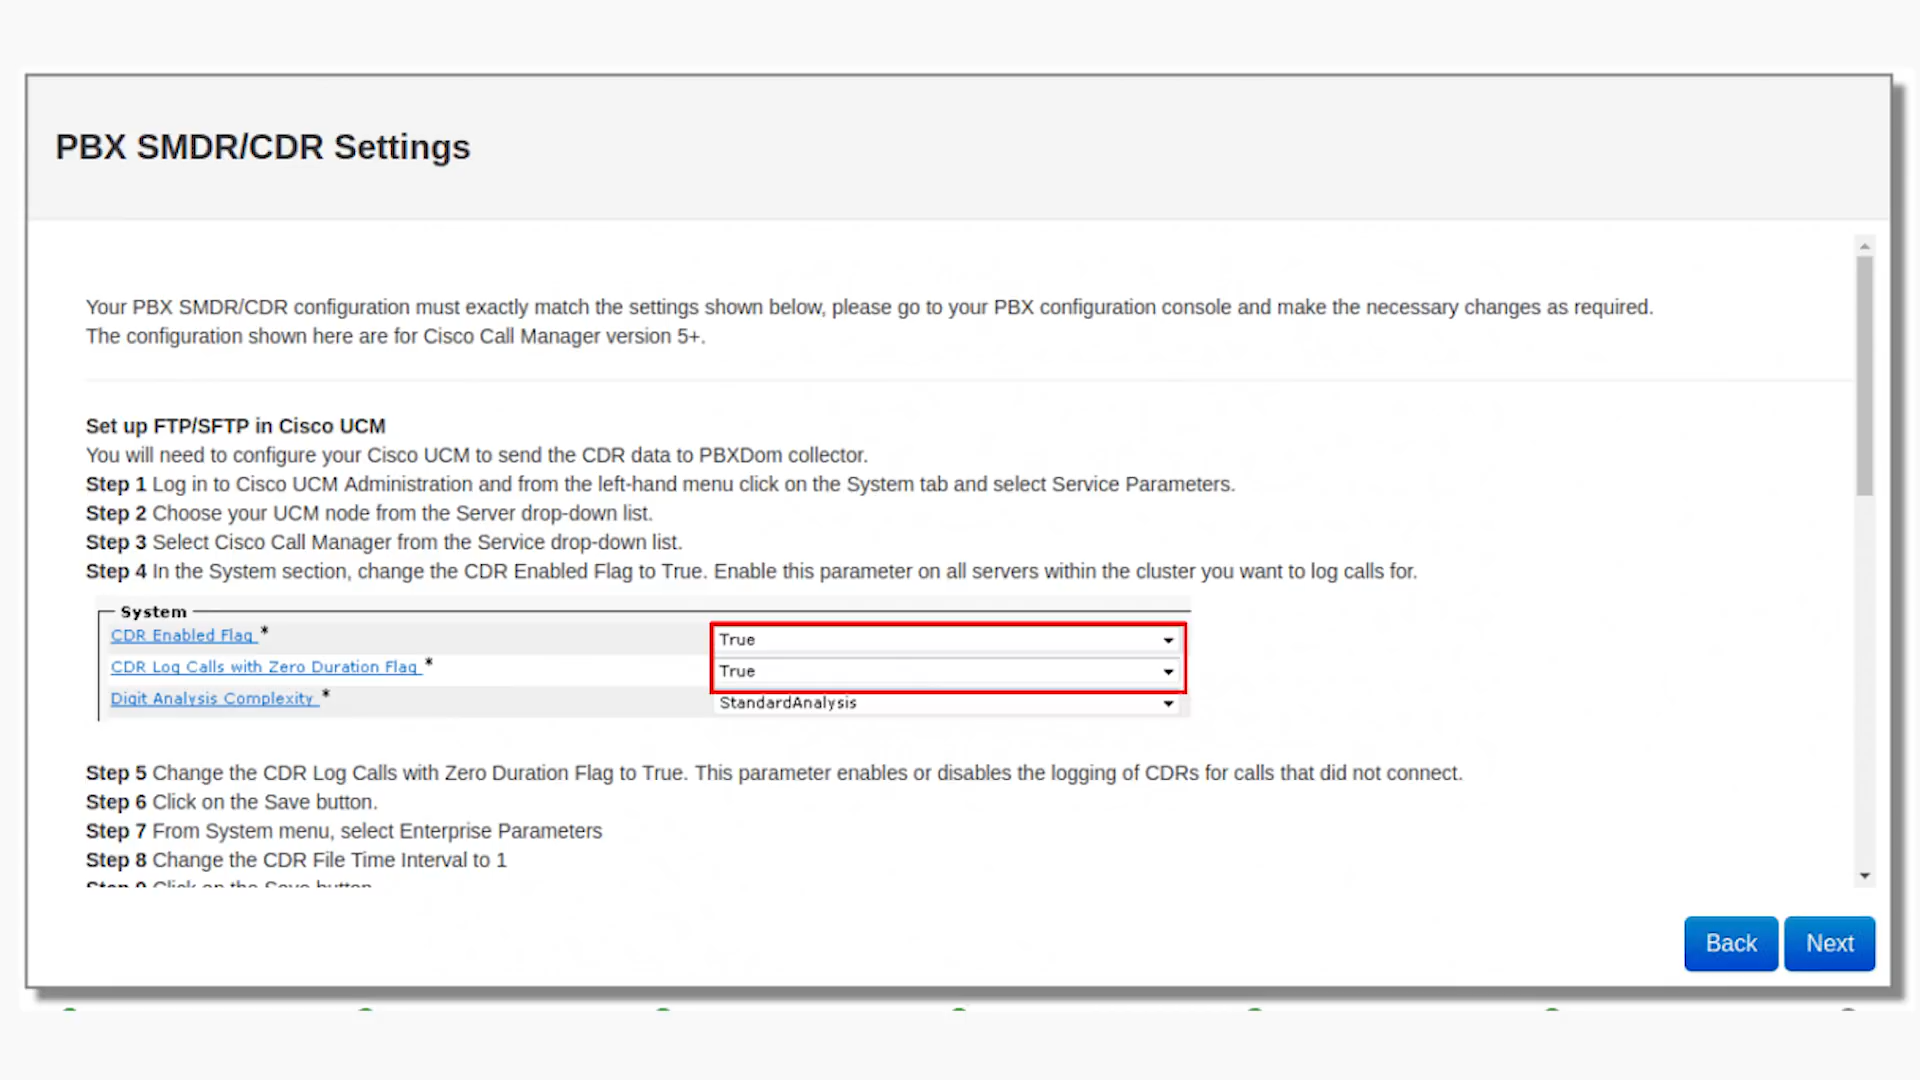 PBX SMDR/CDR Settings
Your PBX SMDR/CDR configuration must exactly match the settings shown below, please go to your PBX configuration console and make the necessary changes as required.
The configuration shown here are for Cisco Call Manager version 5+.
Set up FTP/SFTP in Cisco UCM
You will need to configure your Cisco UCM to send the CDR data to PBXDom collector.
Step 1 Log in to Cisco UCM Administration and from the left-hand menu click on the System tab and select Service Parameters.
Step 2 Choose your UCM node from the Server drop-down list.
Step 3 Select Cisco Call Manager from the Service drop-down list.
Step 4 In the System section, change the CDR Enabled Flag to True. Enable this parameter on all servers within the cluster you want to log calls for.
System
CDR Enabled Flag * True
CDR Log Calls with Zero Duration Flag * True
Digit Analysis Complexity * StandardAnalysis
Step 5 Change the CDR Log Calls with Zero Duration Flag to True. This parameter enables or disables the logging of CDRs for calls that did not connect.
Step 6 Click on the Save button.
Step 7 From System menu, select Enterprise Parameters
Step 8 Change the CDR File Time Interval to 1
Step 9 Click on the Save button
Back Next